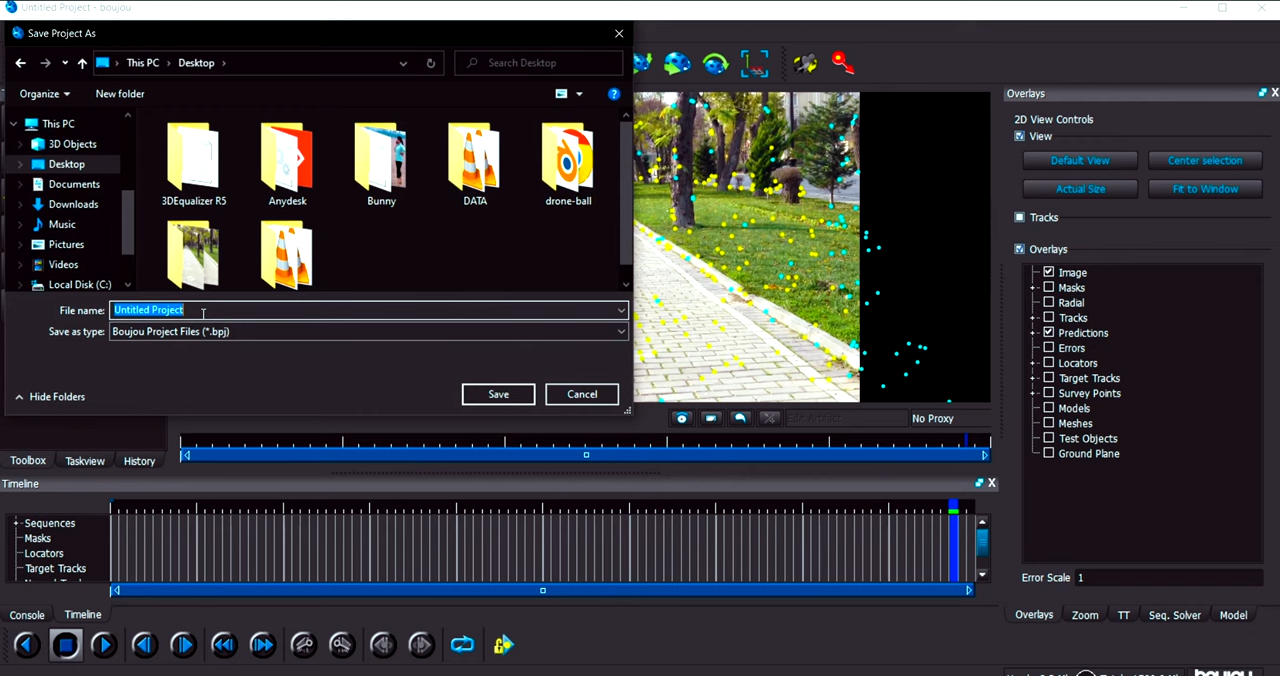 Untitled Project - boujou
Save Project As
This PC
Desktop
Search Desktop
Organize
New folder
This PC
3D Objects
Desktop
Documents
Downloads
Music
Pictures
Videos
Local Disk (C:)
3DEqualizer R5
Anydesk
Bunny
DATA
drone-ball
File name:
Untitled Project
Save as type:
Boujou Project Files (*.bpj)
Hide Folders
Save
Cancel
No Proxy
Overlays
2D View Controls
View
Default View
Center selection
Actual Size
Fit to Window
Tracks
Overlays
Image
Masks
Radial
Tracks
Predictions
Errors
Locators
Target Tracks
Survey Points
Models
Meshes
Test Objects
Ground Plane
Error Scale
1
Overlays
Zoom
TT
Seq. Solver
Model
Toolbox
Taskview
History
Timeline
Sequences
Masks
Locators
Target Tracks
Console
Timeline
boujou